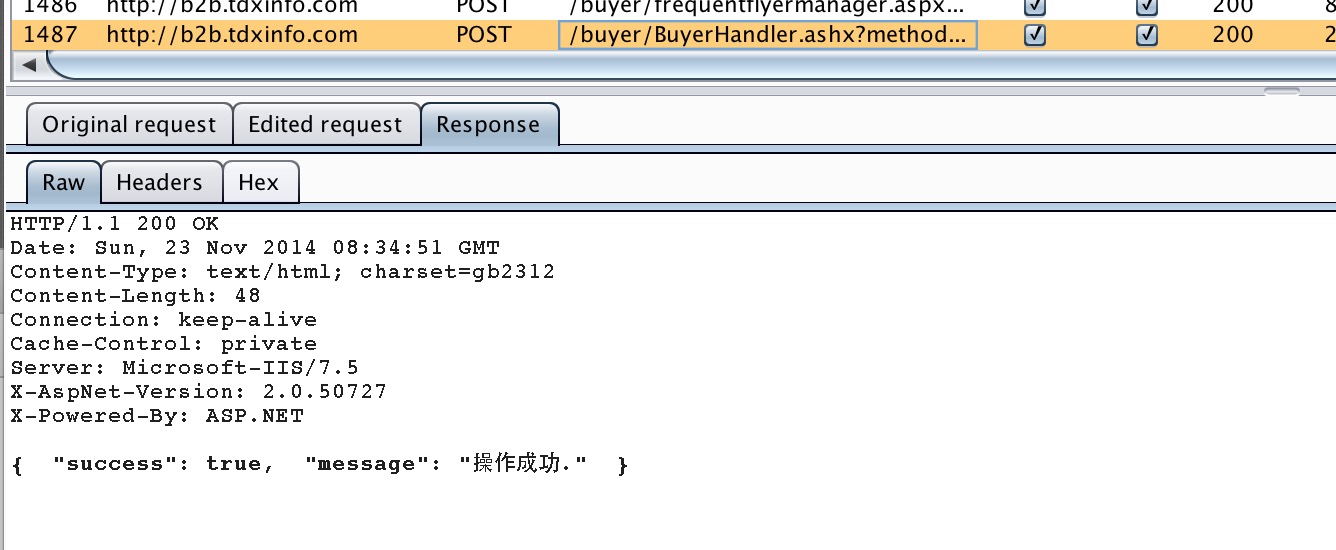 1486 http://b2b.tdxinfo.com POST /buyer/frequentflyermanager.aspx... 200 8
1487 http://b2b.tdxinfo.com POST /buyer/BuyerHandler.ashx?method... 200 2
Original request Edited request Response
Raw Headers Hex
HTTP/1.1 200 OK
Date: Sun, 23 Nov 2014 08:34:51 GMT
Content-Type: text/html; charset=gb2312
Content-Length: 48
Connection: keep-alive
Cache-Control: private
Server: Microsoft-IIS/7.5
X-AspNet-Version: 2.0.50727
X-Powered-By: ASP.NET
{  "success": true,  "message": "操作成功."  }